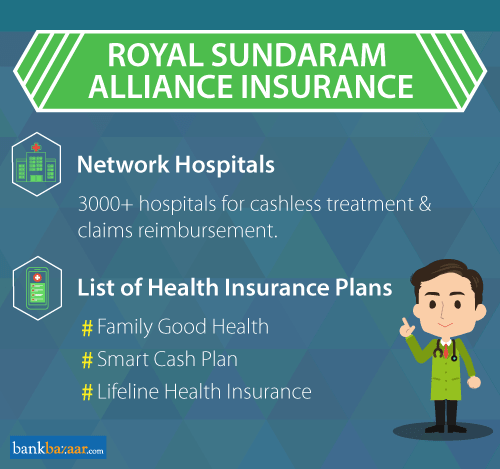 ROYAL SUNDARAM
ALLIANCE INSURANCE
Network Hospitals
3000+ hospitals for cashless treatment &
claims reimbursement.
List of Health Insurance Plans
# Family Good Health
# Smart Cash Plan
# Lifeline Health Insurance
bankbazaar.com